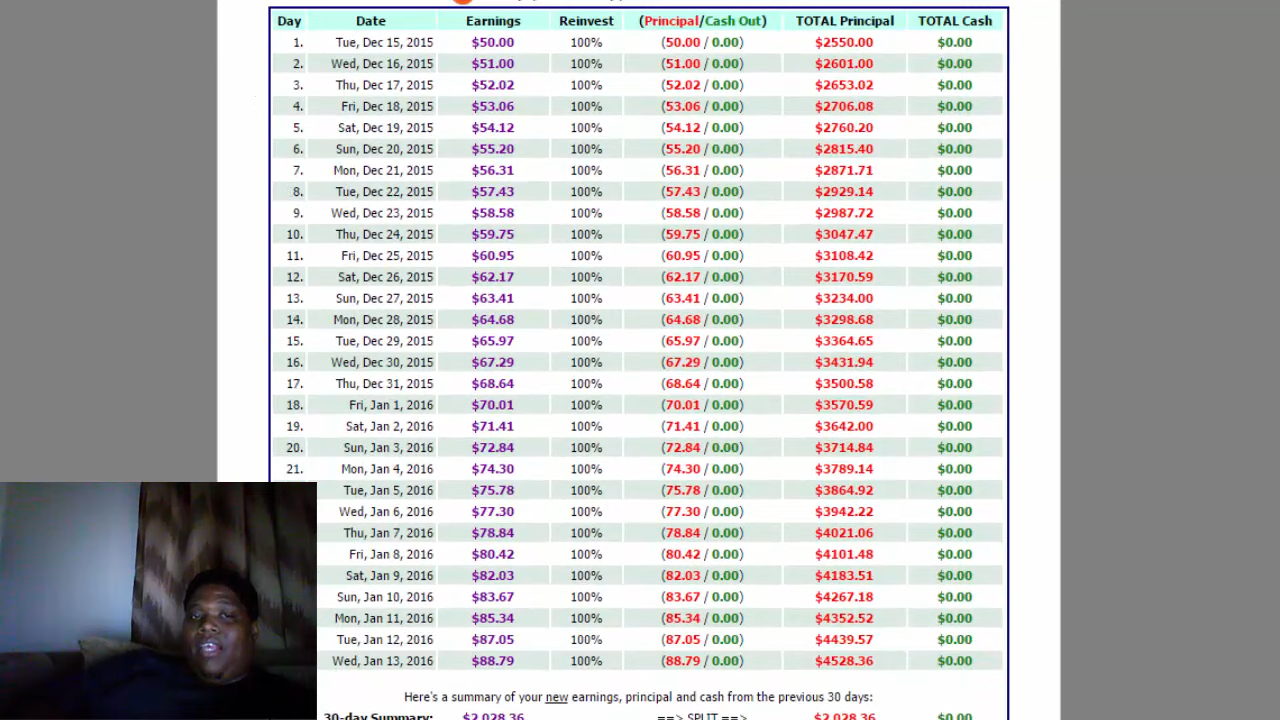 Day Date Earnings Reinvest (Principal/Cash Out) TOTAL Principal TOTAL Cash
1. Tue, Dec 15, 2015 $50.00 100% (50.00 / 0.00) $2550.00 $0.00
2. Wed, Dec 16, 2015 $51.00 100% (51.00 / 0.00) $2601.00 $0.00
3. Thu, Dec 17, 2015 $52.02 100% (52.02 / 0.00) $2653.02 $0.00
4. Fri, Dec 18, 2015 $53.06 100% (53.06 / 0.00) $2706.08 $0.00
5. Sat, Dec 19, 2015 $54.12 100% (54.12 / 0.00) $2760.20 $0.00
6. Sun, Dec 20, 2015 $55.20 100% (55.20 / 0.00) $2815.40 $0.00
7. Mon, Dec 21, 2015 $56.31 100% (56.31 / 0.00) $2871.71 $0.00
8. Tue, Dec 22, 2015 $57.43 100% (57.43 / 0.00) $2929.14 $0.00
9. Wed, Dec 23, 2015 $58.58 100% (58.58 / 0.00) $2987.72 $0.00
10. Thu, Dec 24, 2015 $59.75 100% (59.75 / 0.00) $3047.47 $0.00
11. Fri, Dec 25, 2015 $60.95 100% (60.95 / 0.00) $3108.42 $0.00
12. Sat, Dec 26, 2015 $62.17 100% (62.17 / 0.00) $3170.59 $0.00
13. Sun, Dec 27, 2015 $63.41 100% (63.41 / 0.00) $3234.00 $0.00
14. Mon, Dec 28, 2015 $64.68 100% (64.68 / 0.00) $3298.68 $0.00
15. Tue, Dec 29, 2015 $65.97 100% (65.97 / 0.00) $3364.65 $0.00
16. Wed, Dec 30, 2015 $67.29 100% (67.29 / 0.00) $3431.94 $0.00
17. Thu, Dec 31, 2015 $68.64 100% (68.64 / 0.00) $3500.58 $0.00
18. Fri, Jan 1, 2016 $70.01 100% (70.01 / 0.00) $3570.59 $0.00
19. Sat, Jan 2, 2016 $71.41 100% (71.41 / 0.00) $3642.00 $0.00
20. Sun, Jan 3, 2016 $72.84 100% (72.84 / 0.00) $3714.84 $0.00
21. Mon, Jan 4, 2016 $74.30 100% (74.30 / 0.00) $3789.14 $0.00
Tue, Jan 5, 2016 $75.78 100% (75.78 / 0.00) $3864.92 $0.00
Wed, Jan 6, 2016 $77.30 100% (77.30 / 0.00) $3942.22 $0.00
Thu, Jan 7, 2016 $78.84 100% (78.84 / 0.00) $4021.06 $0.00
Fri, Jan 8, 2016 $80.42 100% (80.42 / 0.00) $4101.48 $0.00
Sat, Jan 9, 2016 $82.03 100% (82.03 / 0.00) $4183.51 $0.00
Sun, Jan 10, 2016 $83.67 100% (83.67 / 0.00) $4267.18 $0.00
Mon, Jan 11, 2016 $85.34 100% (85.34 / 0.00) $4352.52 $0.00
Tue, Jan 12, 2016 $87.05 100% (87.05 / 0.00) $4439.57 $0.00
Wed, Jan 13, 2016 $88.79 100% (88.79 / 0.00) $4528.36 $0.00
Here's a summary of your new earnings, principal and cash from the previous 30 days:
30-day Summary: $2,028.36 ==> SPLIT ==> $2,028.36 $0.00